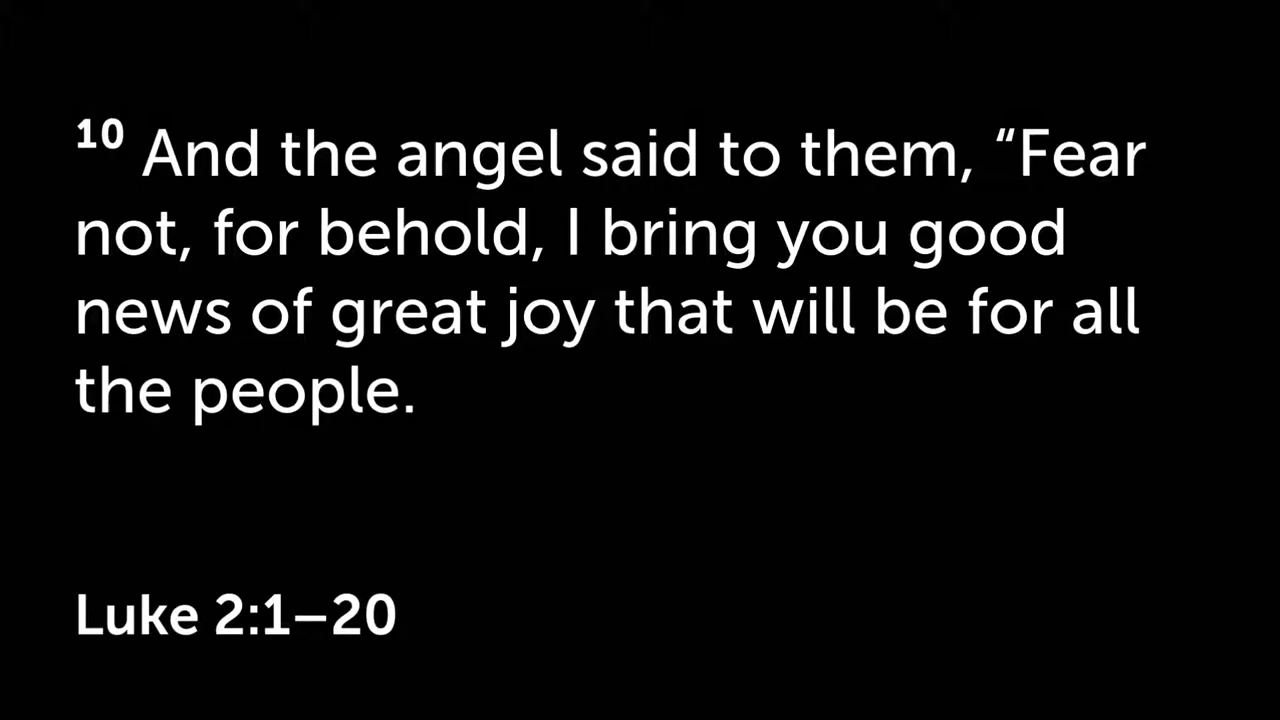 10 And the angel said to them, “Fear
not, for behold, I bring you good
news of great joy that will be for all
the people.
Luke 2:1–20